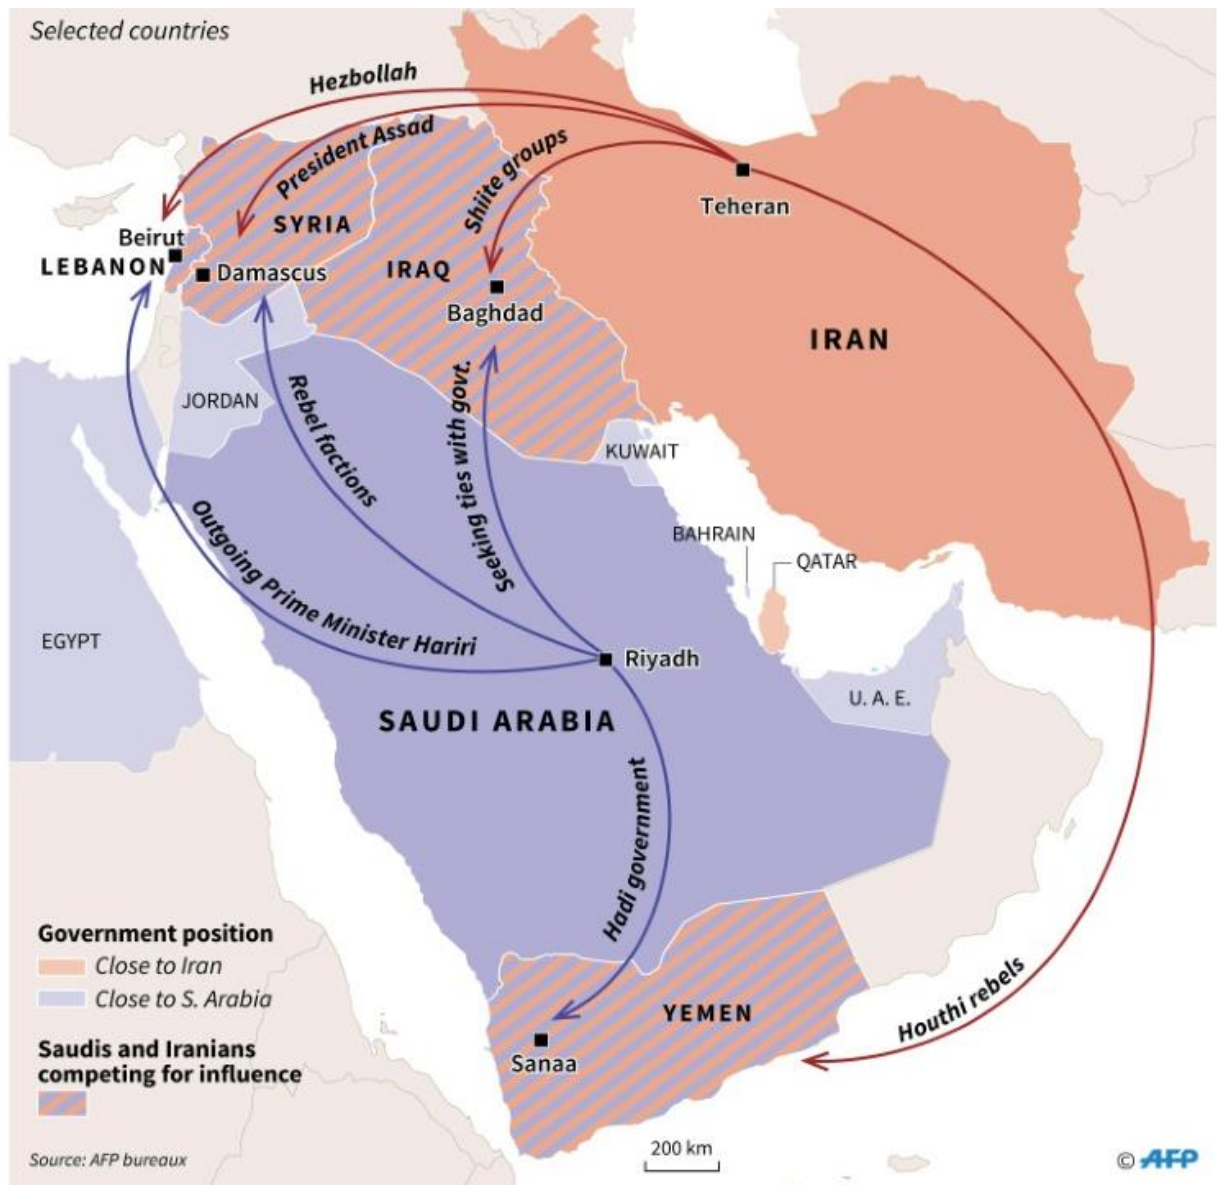 Selected countries
Hezbollah
President Assad
Shiite groups
Teheran
SYRIA
Beirut
LEBANON
Damascus
IRAQ
Baghdad
IRAN
JORDAN
Rebel factions
Seeking ties with govt.
KUWAIT
Outgoing Prime Minister Hariri
BAHRAIN
QATAR
EGYPT
Riyadh
U. A. E.
SAUDI ARABIA
Hadi government
Houthi rebels
YEMEN
Sanaa
Government position
Close to Iran
Close to S. Arabia
Saudis and Iranians
competing for influence
Source: AFP bureaux
200 km
© AFP